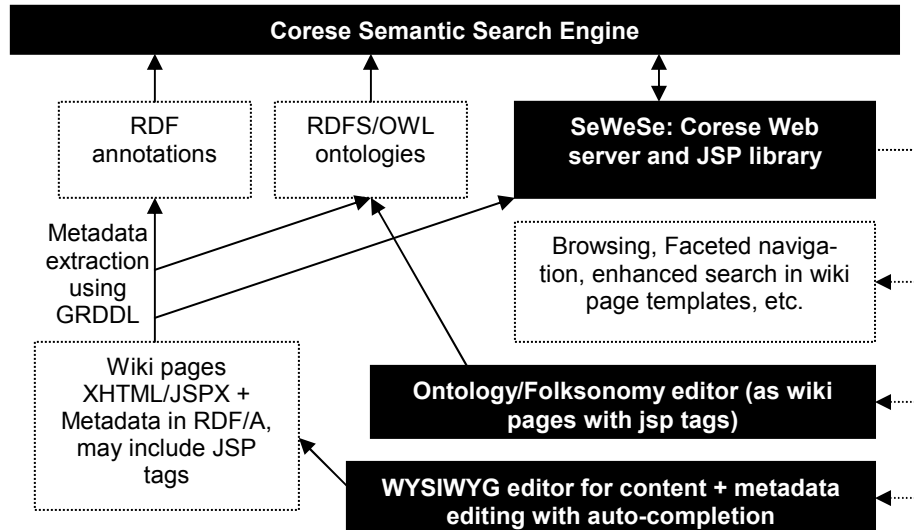 Corese Semantic Search Engine
RDF
annotations
RDFS/OWL
ontologies
SeWeSe: Corese Web
server and JSP library
Metadata
extraction
using
GRDDL
Browsing, Faceted naviga-
tion, enhanced search in wiki
page templates, etc.
Wiki pages
XHTML/JSPX +
Metadata in RDF/A,
may include JSP
tags
Ontology/Folksonomy editor (as wiki
pages with jsp tags)
WYSIWYG editor for content + metadata
editing with auto-completion